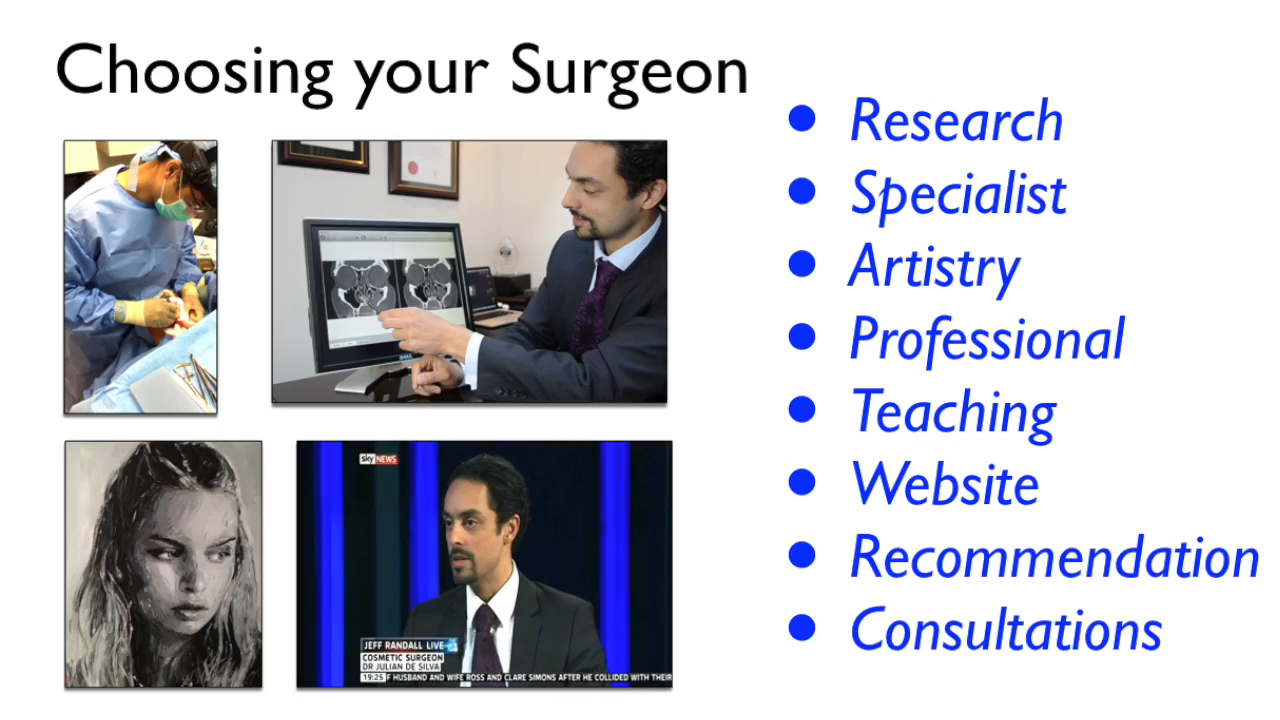 Choosing your Surgeon
• Research
• Specialist
• Artistry
• Professional
• Teaching
• Website
• Recommendation
• Consultations
sky NEWS
JEFF RANDALL LIVE
COSMETIC SURGEON
DR JULIAN DE SILVA
19:25 F HUSBAND AND WIFE ROSS AND CLARE SIMONS AFTER HE COLLIDED WITH THEIR
DELL